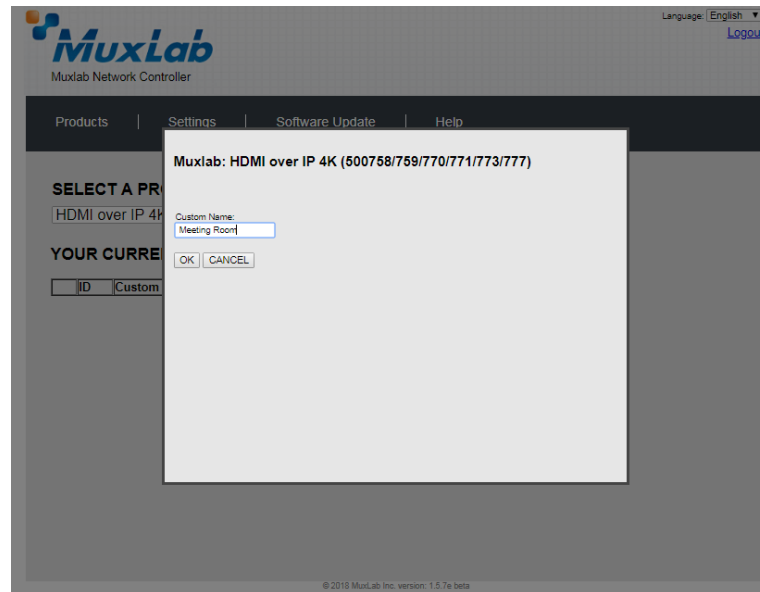 Language: English
MuxLab
Logou
Muxlab Network Controller
Products | Settings | Software Update | Help
Muxlab: HDMI over IP 4K (500758/759/770/771/773/777)
SELECT A PR
HDMI over IP 4K
Custom Name:
Meeting Room
YOUR CURRE
OK CANCEL
ID Custom
© 2018 MuxLab Inc. version: 1.5.7e beta